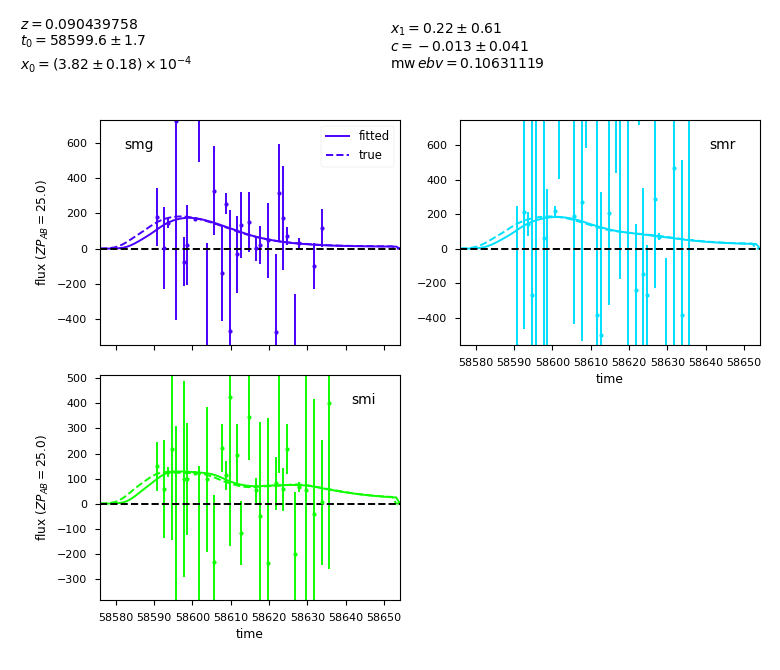 z = 0.090439758
t₀ = 58599.6 ± 1.7
x₀ = (3.82 ± 0.18) × 10⁻⁴
x₁ = 0.22 ± 0.61
c = −0.013 ± 0.041
mw ebv = 0.10631119
smg
fitted
true
600
400
200
0
−200
−400
flux (ZP_AB = 25.0)
smr
600
400
200
0
−200
−400
58580 58590 58600 58610 58620 58630 58640 58650
time
smi
500
400
300
200
100
0
−100
−200
−300
flux (ZP_AB = 25.0)
58580 58590 58600 58610 58620 58630 58640 58650
time